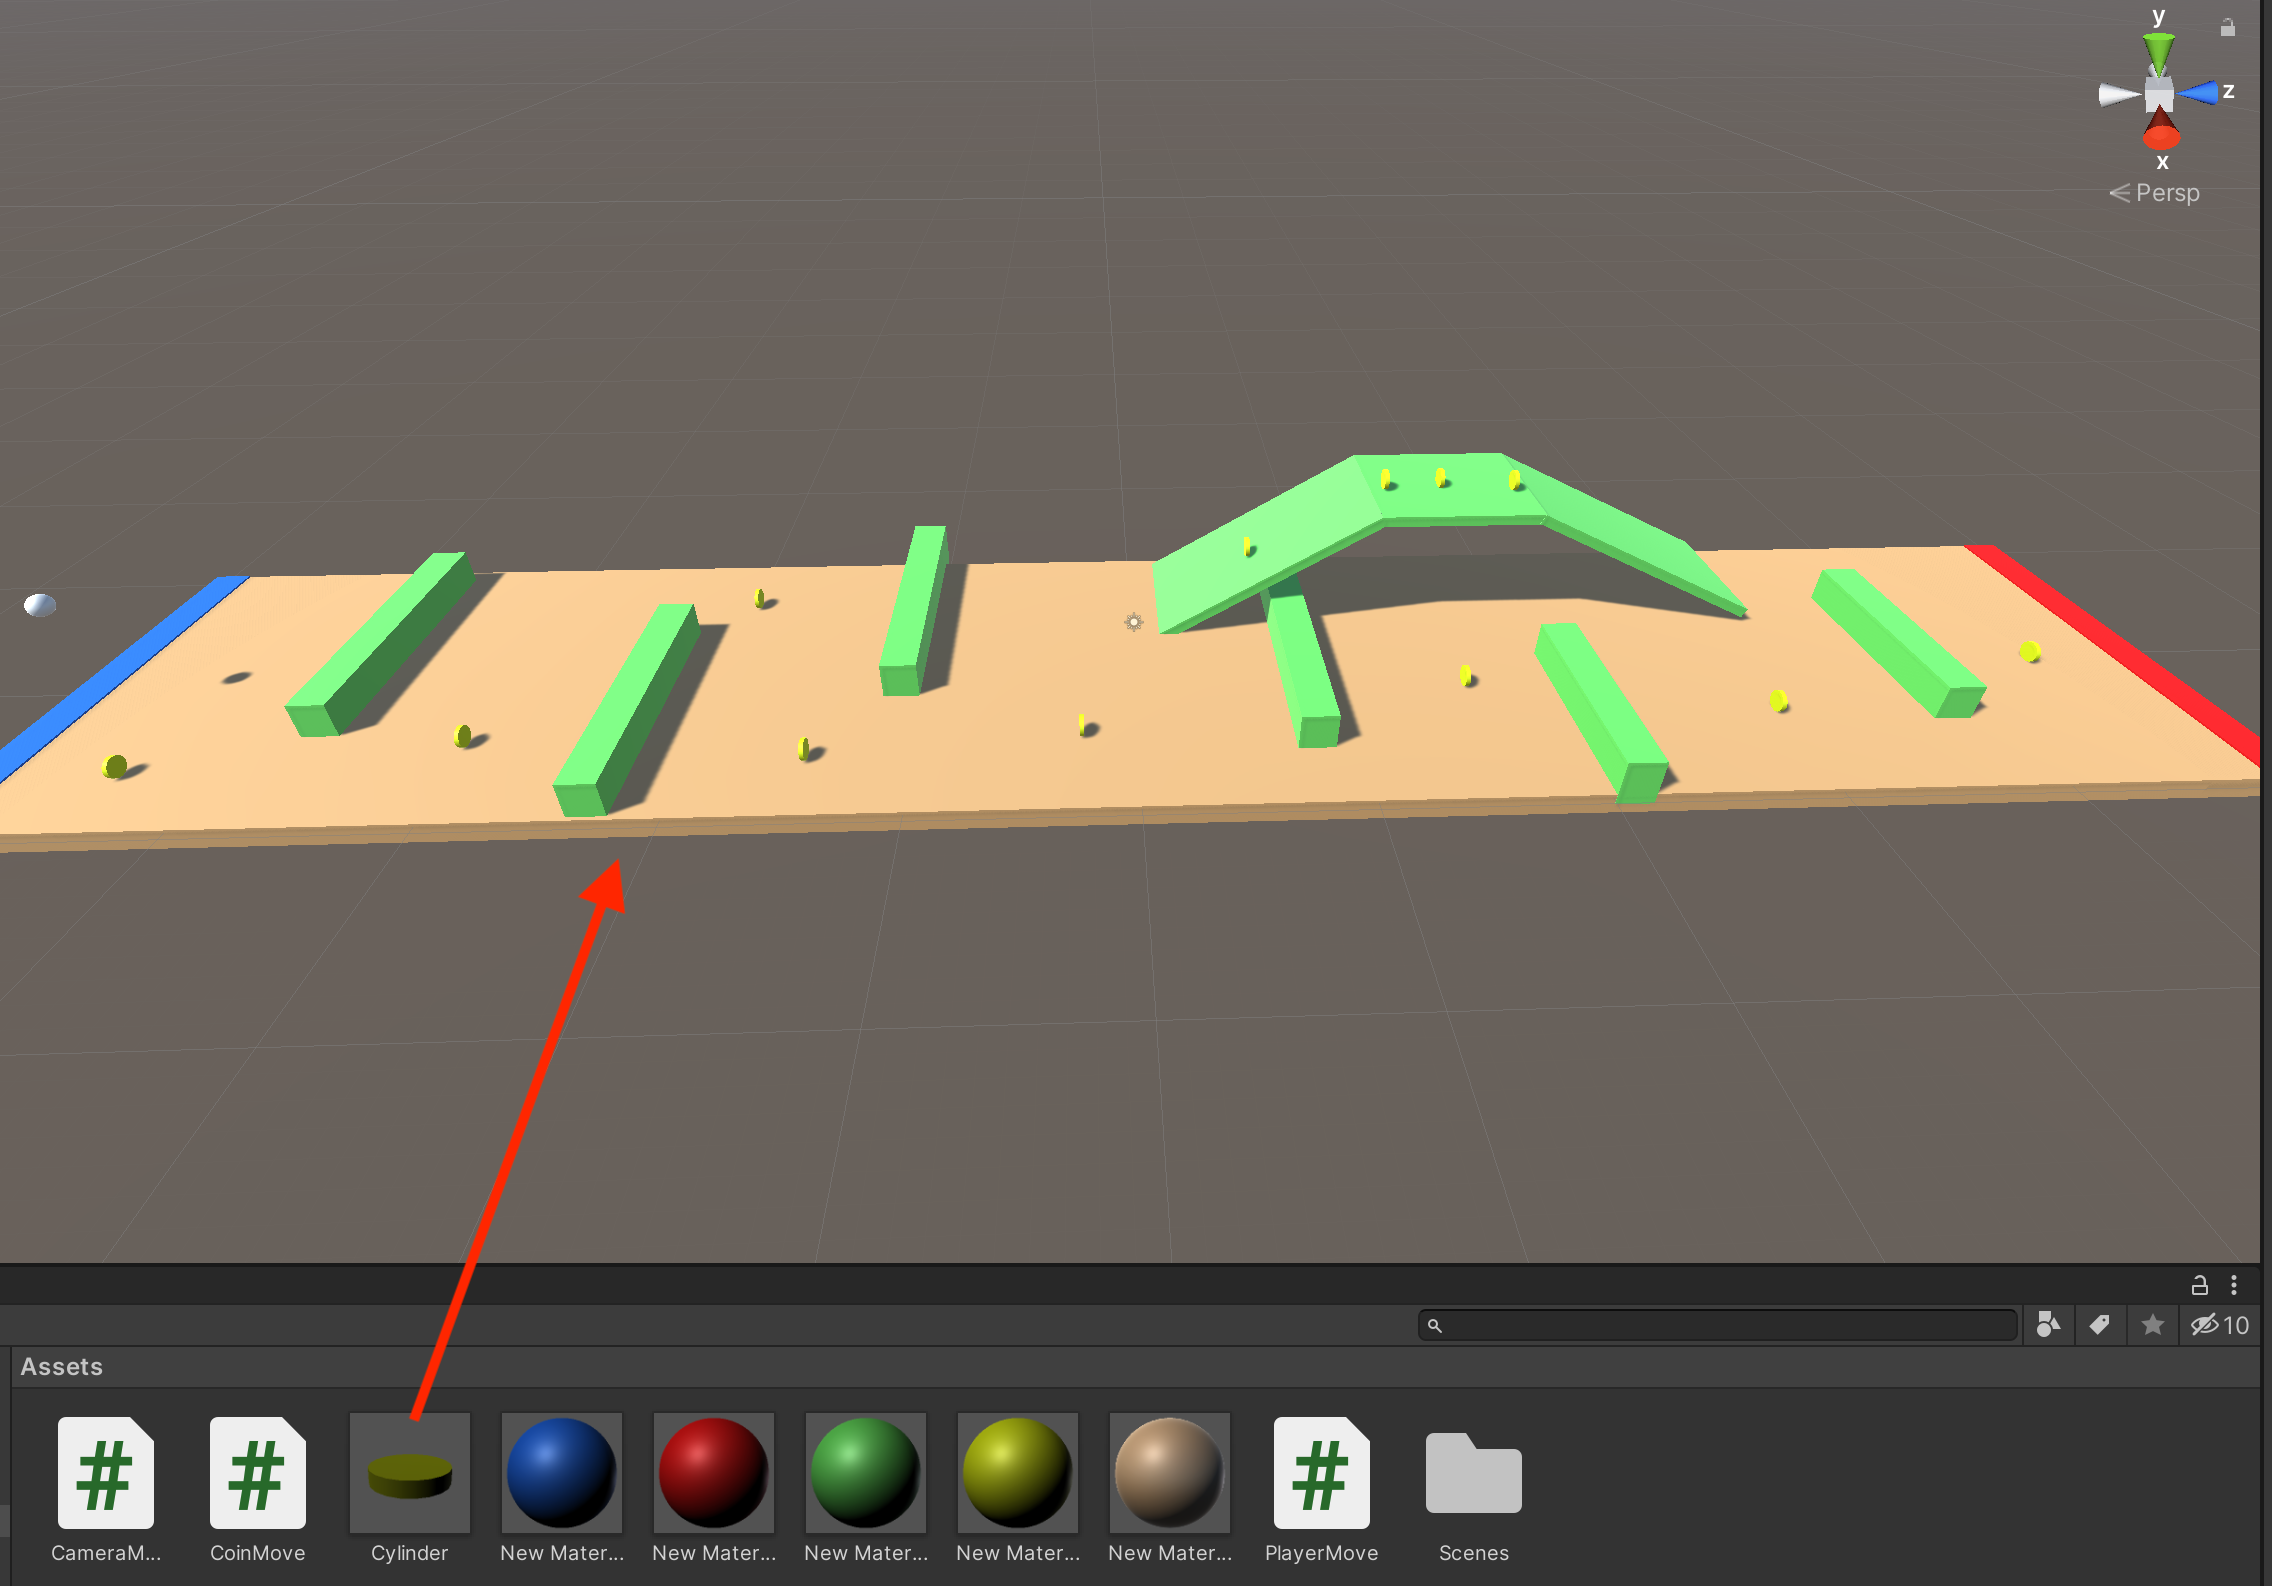 y
z
x
Persp
10
Assets
CameraM...
CoinMove
Cylinder
New Mater...
New Mater...
New Mater...
New Mater...
New Mater...
PlayerMove
Scenes